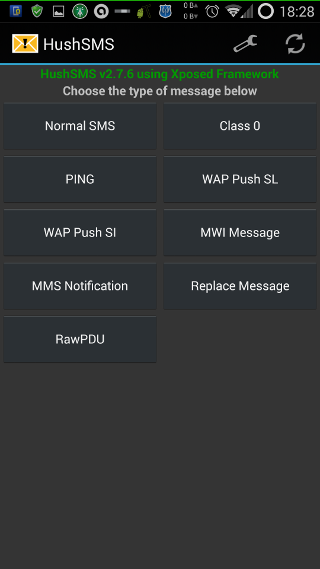 0 B/s
0 B↑
18:28
HushSMS
HushSMS v2.7.6 using Xposed Framework
Choose the type of message below
Normal SMS
Class 0
PING
WAP Push SL
WAP Push SI
MWI Message
MMS Notification
Replace Message
RawPDU